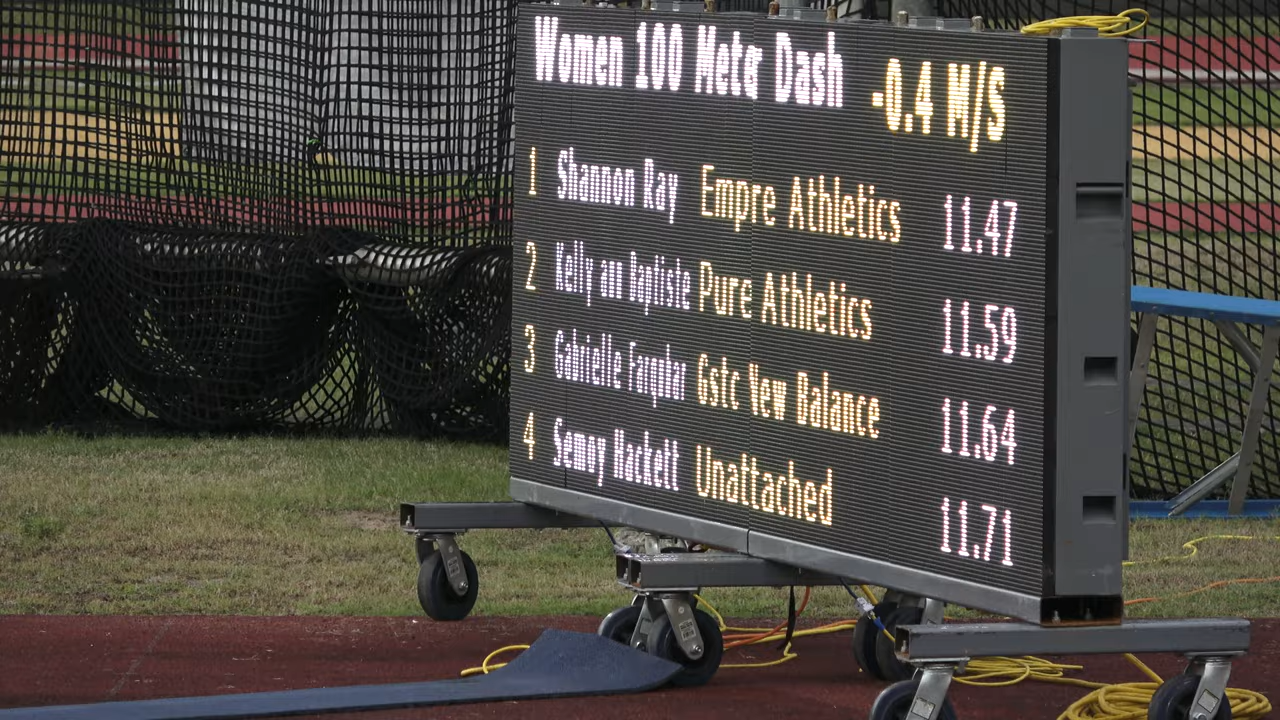 Women 100 Mete Dash -0.4 M/S
1 Shannon Ray Empre Athletics 11.47
2 Kelly ann Baptiste Pure Athletics 11.59
3 Gabrielle Farquhar Gstc New Balance 11.64
4 Semoy Hackett Unattached 11.71